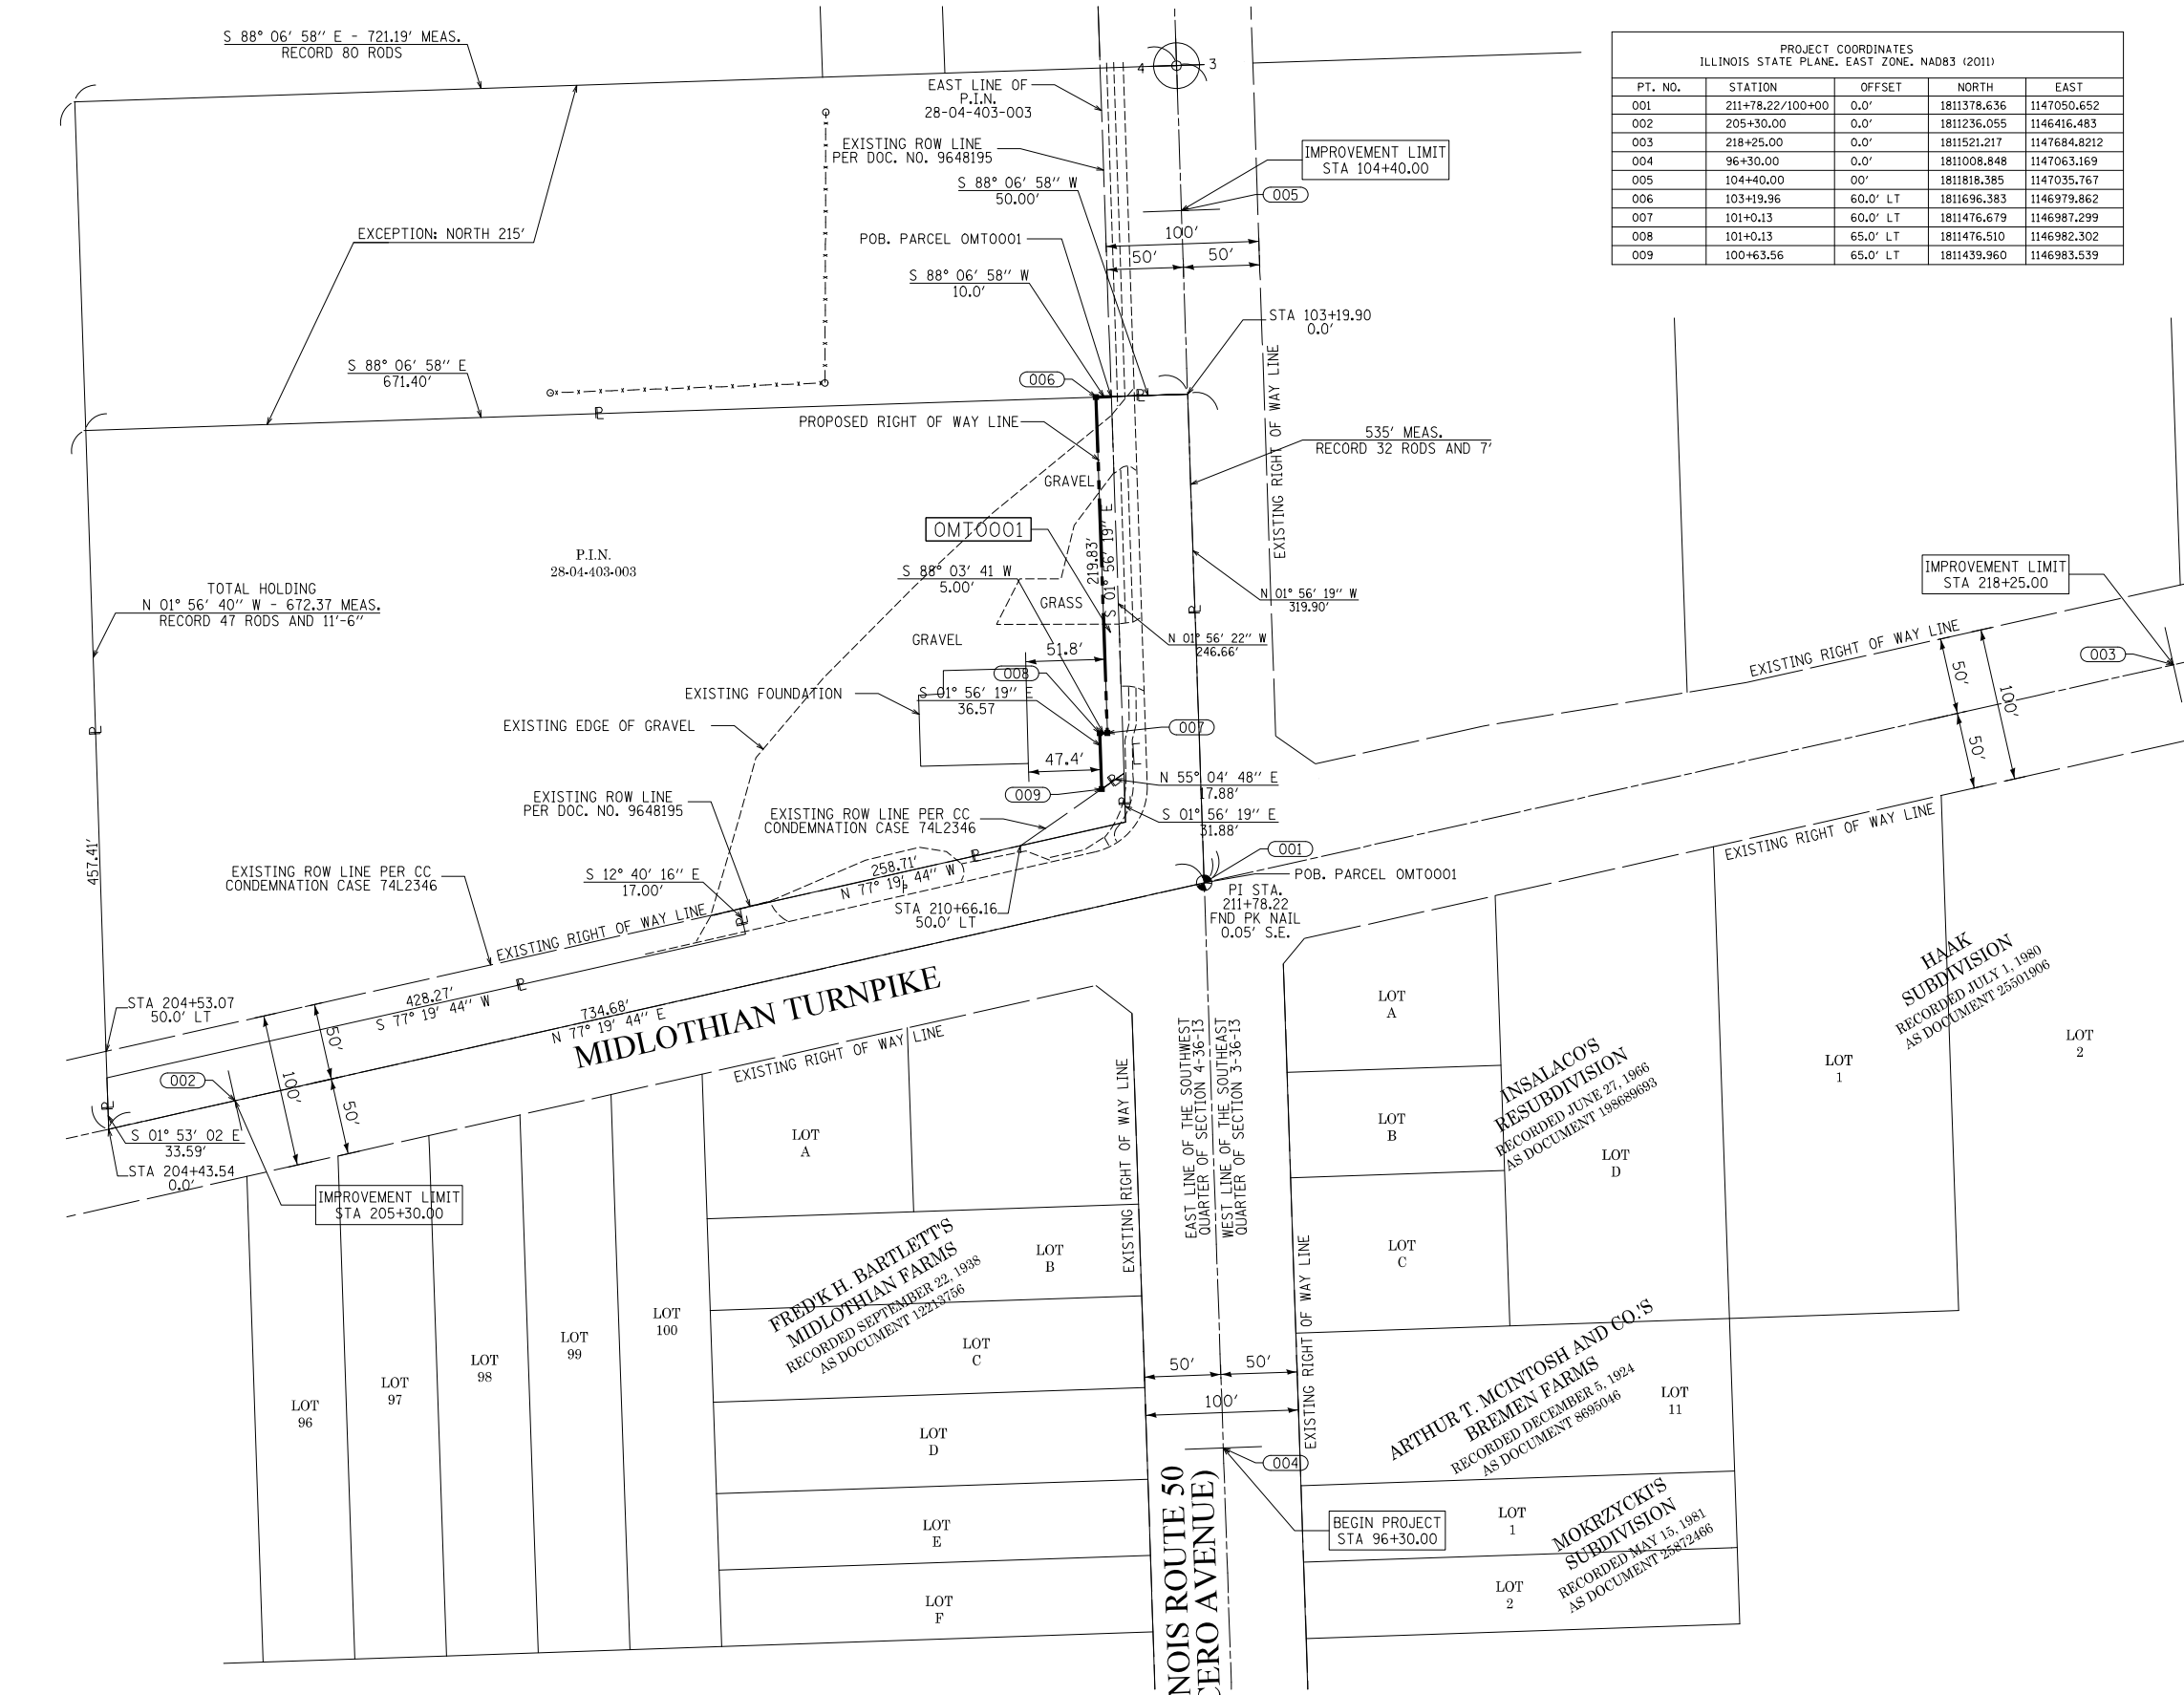 S 88° 06′ 58″ E - 721.19′ MEAS.
RECORD 80 RODS
4
3
EAST LINE OF
P.I.N.
28-04-403-003
EXISTING ROW LINE
PER DOC. NO. 9648195
S 88° 06′ 58″ W
50.00′
IMPROVEMENT LIMIT
STA 104+40.00
005
PROJECT COORDINATES
ILLINOIS STATE PLANE. EAST ZONE. NAD83 (2011)
PT. NO. STATION OFFSET NORTH EAST
001 211+78.22/100+00 0.0′ 1811378.636 1147050.652
002 205+30.00 0.0′ 1811236.055 1146416.483
003 218+25.00 0.0′ 1811521.217 1147684.8212
004 96+30.00 0.0′ 1811008.848 1147063.169
005 104+40.00 00′ 1811818.385 1147035.767
006 103+19.96 60.0′ LT 1811696.383 1146979.862
007 101+0.13 60.0′ LT 1811476.679 1146987.299
008 101+0.13 65.0′ LT 1811476.510 1146982.302
009 100+63.56 65.0′ LT 1811439.960 1146983.539
EXCEPTION: NORTH 215′
POB. PARCEL OMT0001
100′
50′
50′
S 88° 06′ 58″ W
10.0′
STA 103+19.90
0.0′
S 88° 06′ 58″ E
671.40′
006
PROPOSED RIGHT OF WAY LINE
EXISTING RIGHT OF WAY LINE
535′ MEAS.
RECORD 32 RODS AND 7′
GRAVEL
OMT0001
219.83′
S 01° 56′ 19″ E
P.I.N.
28-04-403-003
S 88° 03′ 41 W
5.00′
GRASS
GRAVEL
N 01° 56′ 19″ W
319.90′
N 01° 56′ 22″ W
246.66′
TOTAL HOLDING
N 01° 56′ 40″ W - 672.37 MEAS.
RECORD 47 RODS AND 11′-6″
IMPROVEMENT LIMIT
STA 218+25.00
EXISTING RIGHT OF WAY LINE
003
50′
100′
50′
51.8′
008
EXISTING FOUNDATION
S 01° 56′ 19″ E
36.57
EXISTING EDGE OF GRAVEL
007
47.4′
009
N 55° 04′ 48″ E
17.88′
S 01° 56′ 19″ E
31.88′
EXISTING ROW LINE
PER DOC. NO. 9648195
EXISTING ROW LINE PER CC
CONDEMNATION CASE 74L2346
457.41′
EXISTING ROW LINE PER CC
CONDEMNATION CASE 74L2346
S 12° 40′ 16″ E
17.00′
258.71′
N 77° 19′ 44″ W
STA 210+66.16
50.0′ LT
001
POB. PARCEL OMT0001
PI STA.
211+78.22
FND PK NAIL
0.05′ S.E.
EXISTING RIGHT OF WAY LINE
EXISTING RIGHT OF WAY LINE
STA 204+53.07
50.0′ LT
428.27′
S 77° 19′ 44″ W
734.68′
N 77° 19′ 44″ E
MIDLOTHIAN TURNPIKE
EXISTING RIGHT OF WAY LINE
50′
100′
50′
002
S 01° 53′ 02 E
33.59′
STA 204+43.54
0.0′
IMPROVEMENT LIMIT
STA 205+30.00
EAST LINE OF THE SOUTHWEST
QUARTER OF SECTION 4-36-13
WEST LINE OF THE SOUTHEAST
QUARTER OF SECTION 3-36-13
EXISTING RIGHT OF WAY LINE
EXISTING RIGHT OF WAY LINE
HAAK
SUBDIVISION
RECORDED JULY 1, 1980
AS DOCUMENT 25501906
LOT
1
LOT
2
INSALACO'S
RESUBDIVISION
RECORDED JUNE 27, 1966
AS DOCUMENT 198689693
LOT
A
LOT
B
LOT
C
LOT
D
LOT
A
FRED'K H. BARTLETT'S
MIDLOTHIAN FARMS
RECORDED SEPTEMBER 22, 1938
AS DOCUMENT 12213756
LOT
B
LOT
C
LOT
D
LOT
E
LOT
F
LOT
96
LOT
97
LOT
98
LOT
99
LOT
100
50′
50′
100′
ARTHUR T. MCINTOSH AND CO.'S
BREMEN FARMS
RECORDED DECEMBER 5, 1924
AS DOCUMENT 8695046
LOT
11
004
BEGIN PROJECT
STA 96+30.00
MOKRZYCKI'S
SUBDIVISION
RECORDED MAY 15, 1981
AS DOCUMENT 25872466
LOT
1
LOT
2
NOIS ROUTE 50
CERO AVENUE)